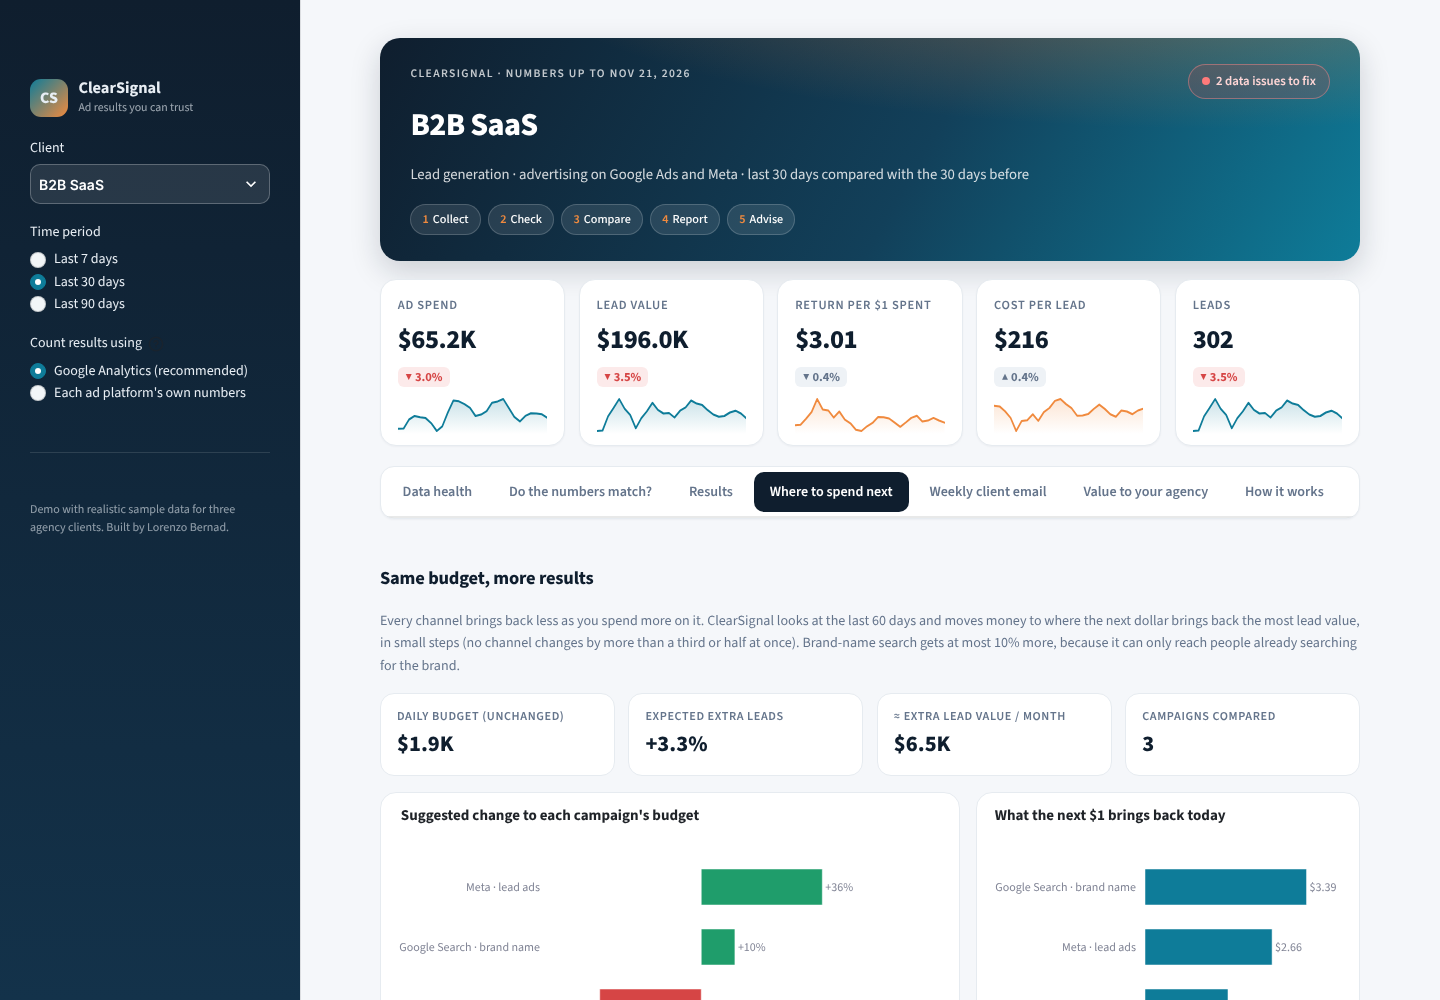 CS
ClearSignal
Ad results you can trust
Client
B2B SaaS
Time period
Last 7 days
Last 30 days
Last 90 days
Count results using
Google Analytics (recommended)
Each ad platform's own numbers
Demo with realistic sample data for three
agency clients. Built by Lorenzo Bernad.
CLEARSIGNAL · NUMBERS UP TO NOV 21, 2026
2 data issues to fix
B2B SaaS
Lead generation · advertising on Google Ads and Meta · last 30 days compared with the 30 days before
1 Collect
2 Check
3 Compare
4 Report
5 Advise
AD SPEND
$65.2K
▼ 3.0%
LEAD VALUE
$196.0K
▼ 3.5%
RETURN PER $1 SPENT
$3.01
▼ 0.4%
COST PER LEAD
$216
▲ 0.4%
LEADS
302
▼ 3.5%
Data health
Do the numbers match?
Results
Where to spend next
Weekly client email
Value to your agency
How it works
Same budget, more results
Every channel brings back less as you spend more on it. ClearSignal looks at the last 60 days and moves money to where the next dollar brings back the most lead value,
in small steps (no channel changes by more than a third or half at once). Brand-name search gets at most 10% more, because it can only reach people already searching
for the brand.
DAILY BUDGET (UNCHANGED)
$1.9K
EXPECTED EXTRA LEADS
+3.3%
≈ EXTRA LEAD VALUE / MONTH
$6.5K
CAMPAIGNS COMPARED
3
Suggested change to each campaign's budget
Meta · lead ads
+36%
Google Search · brand name
+10%
What the next $1 brings back today
Google Search · brand name
$3.39
Meta · lead ads
$2.66